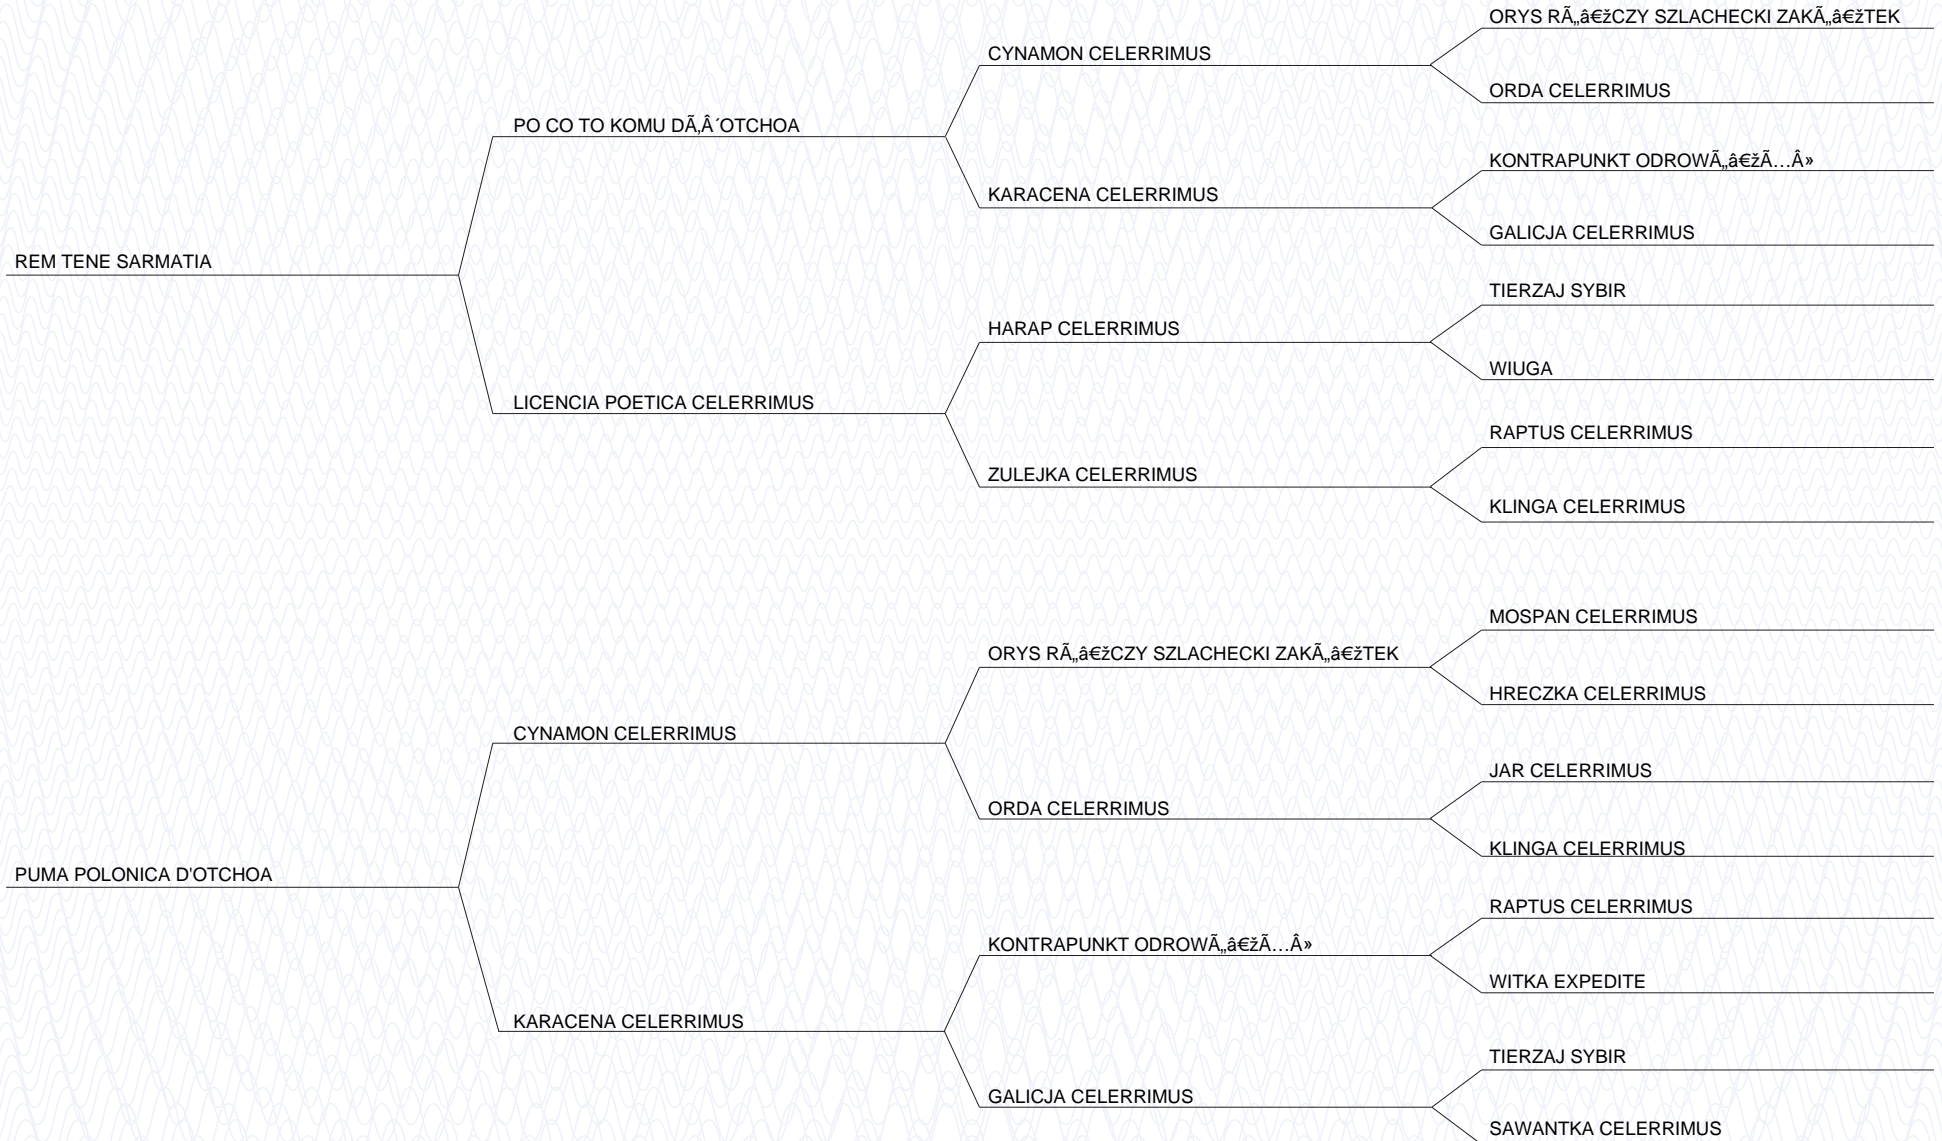 ORYS RÃ„â€žCZY SZLACHECKI ZAKÃ„â€žTEK
CYNAMON CELERRIMUS
ORDA CELERRIMUS
PO CO TO KOMU DÃ‚Â´OTCHOA
KONTRAPUNKT ODROWÃ„â€žÃ…Â»
KARACENA CELERRIMUS
GALICJA CELERRIMUS
REM TENE SARMATIA
TIERZAJ SYBIR
HARAP CELERRIMUS
WIUGA
LICENCIA POETICA CELERRIMUS
RAPTUS CELERRIMUS
ZULEJKA CELERRIMUS
KLINGA CELERRIMUS
MOSPAN CELERRIMUS
ORYS RÃ„â€žCZY SZLACHECKI ZAKÃ„â€žTEK
HRECZKA CELERRIMUS
CYNAMON CELERRIMUS
JAR CELERRIMUS
ORDA CELERRIMUS
KLINGA CELERRIMUS
PUMA POLONICA D'OTCHOA
RAPTUS CELERRIMUS
KONTRAPUNKT ODROWÃ„â€žÃ…Â»
WITKA EXPEDITE
KARACENA CELERRIMUS
TIERZAJ SYBIR
GALICJA CELERRIMUS
SAWANTKA CELERRIMUS